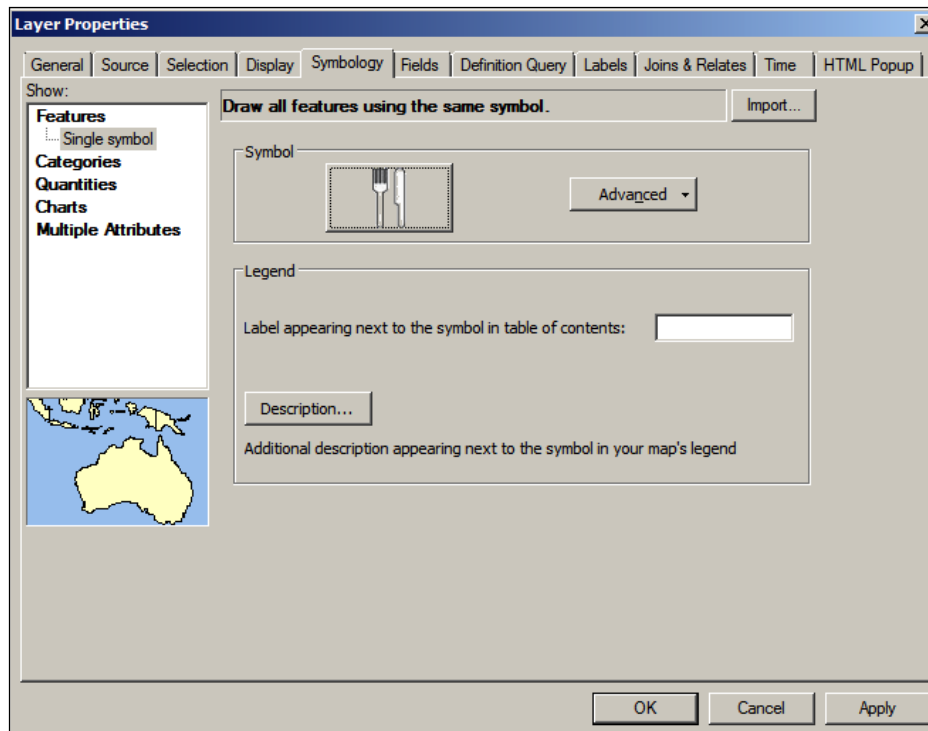 Layer Properties
General Source Selection Display Symbology Fields Definition Query Labels Joins & Relates Time HTML Popup
Show:
Features
Single symbol
Categories
Quantities
Charts
Multiple Attributes
Draw all features using the same symbol.
Import...
Symbol
Advanced
Legend
Label appearing next to the symbol in table of contents:
Description...
Additional description appearing next to the symbol in your map's legend
OK Cancel Apply